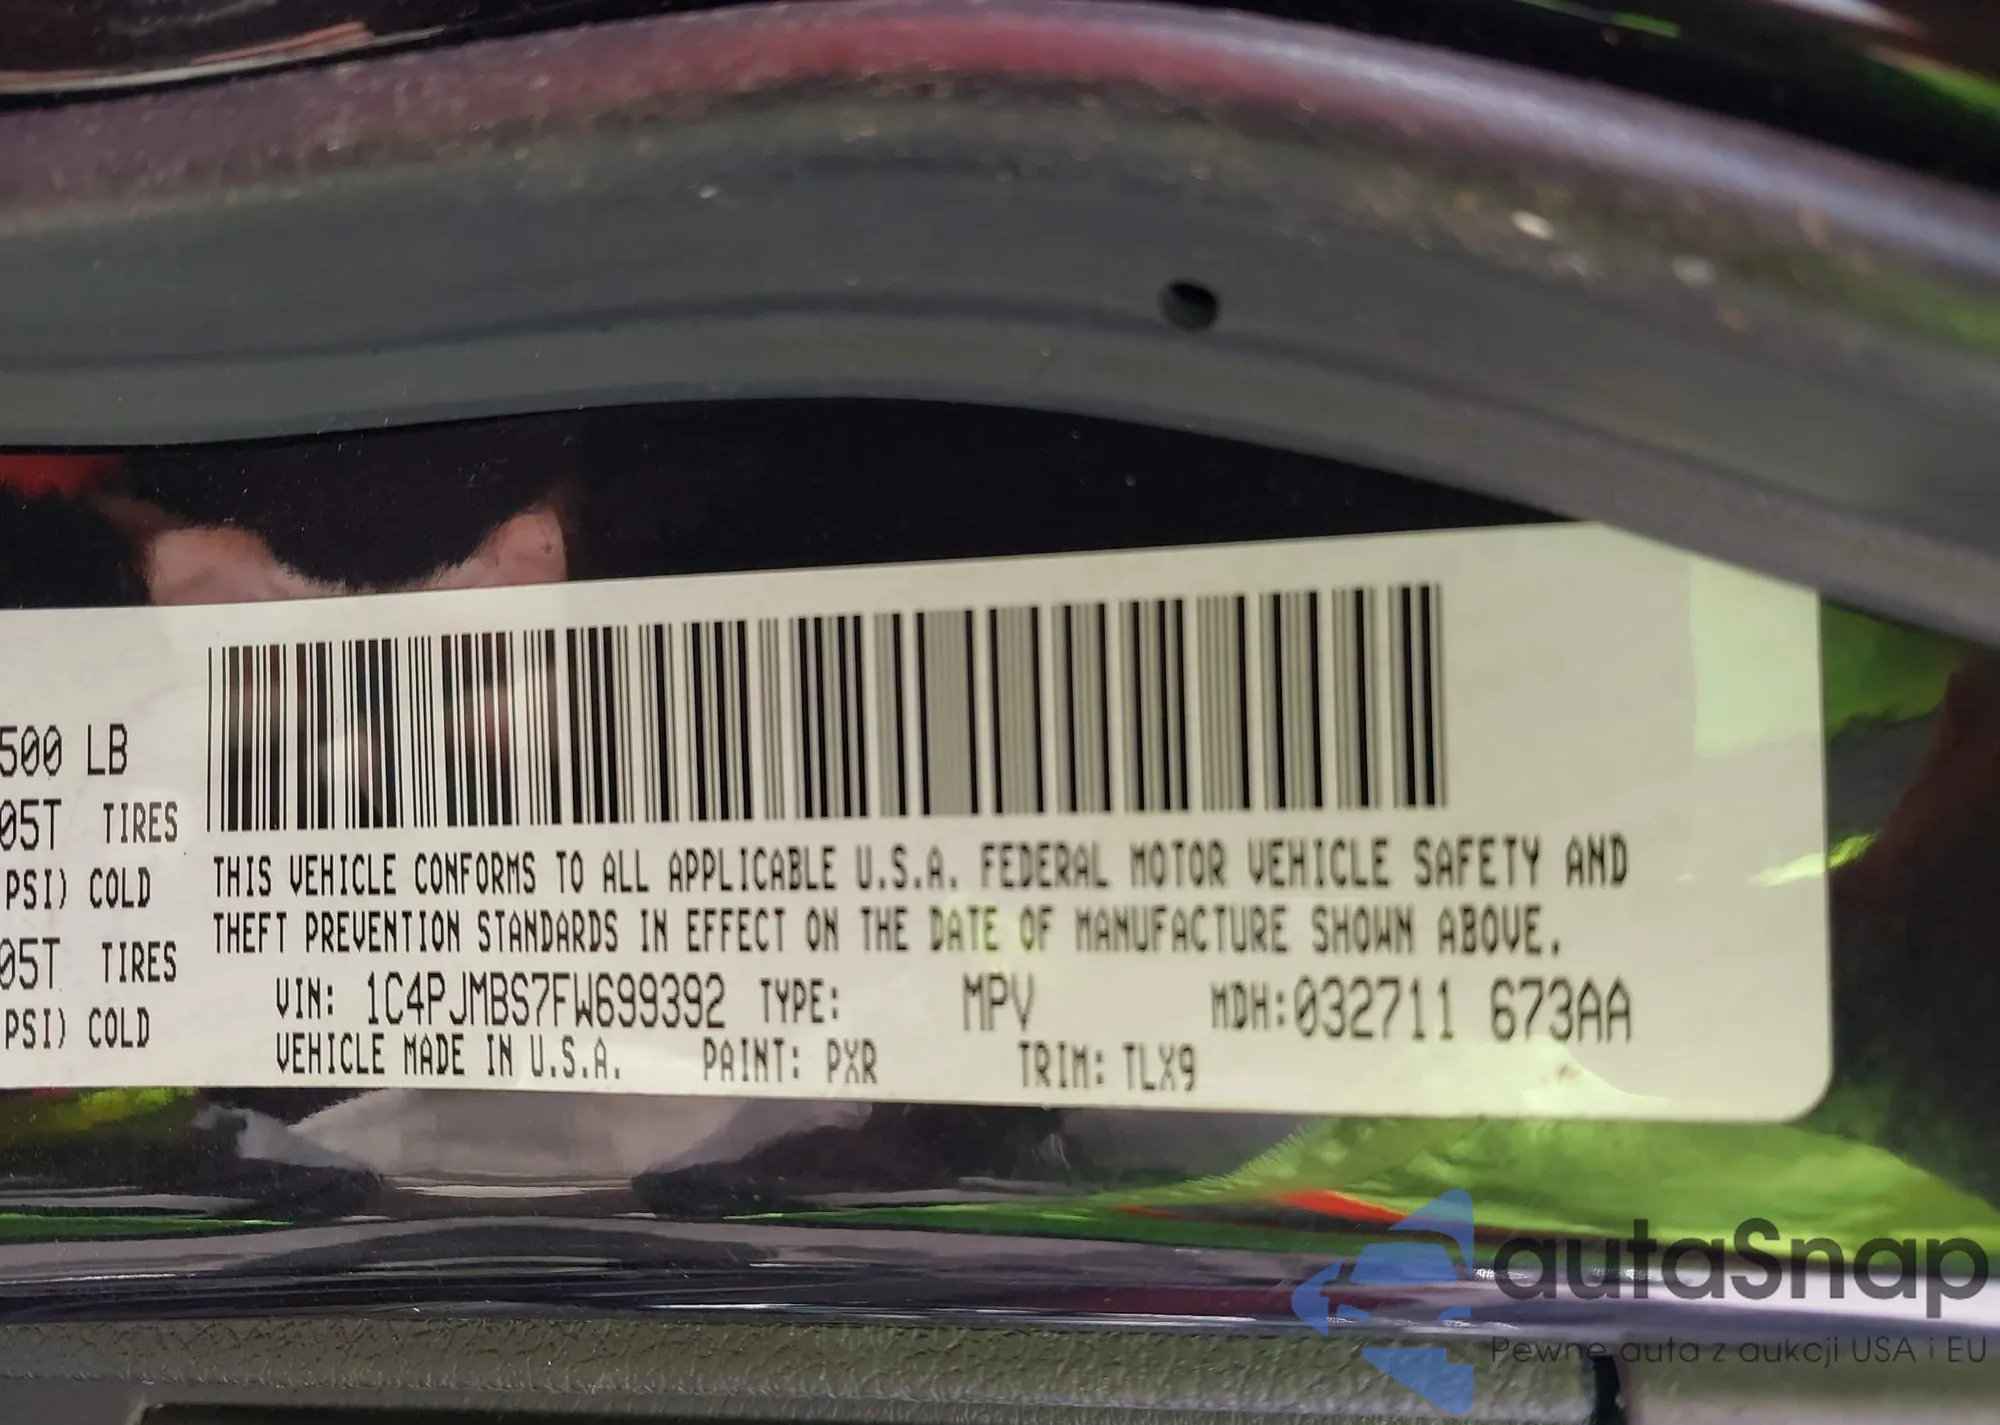 500 LB
05T TIRES
PSI) COLD
05T TIRES
PSI) COLD
THIS VEHICLE CONFORMS TO ALL APPLICABLE U.S.A. FEDERAL MOTOR VEHICLE SAFETY AND
THEFT PREVENTION STANDARDS IN EFFECT ON THE DATE OF MANUFACTURE SHOWN ABOVE.
VIN: 1C4PJMBS7FW699392 TYPE: MPV MDH:032711 673AA
VEHICLE MADE IN U.S.A. PAINT: PXR TRIM: TLX9
autaSnap
Pewne auta z aukcji USA i EU